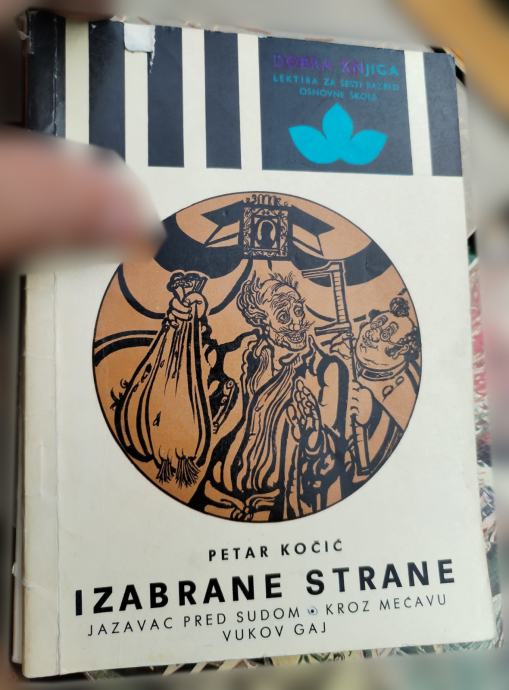 DOBRA KNJIGA
LEKTIRA ZA ŠESTI RAZRED
OSNOVNE ŠKOLE
PETAR KOČIĆ
IZABRANE STRANE
JAZAVAC PRED SUDOM • KROZ MEĆAVU
VUKOV GAJ